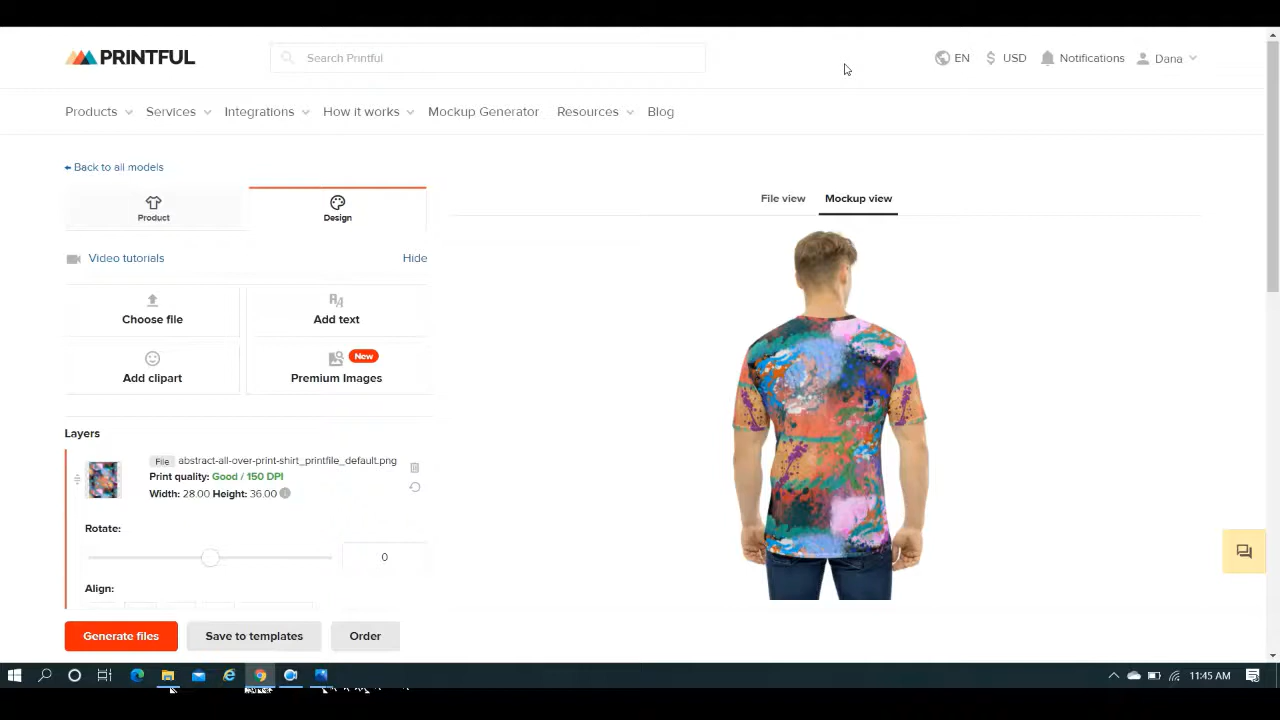 PRINTFUL
Search Printful
EN
USD
Notifications
Dana
Products
Services
Integrations
How it works
Mockup Generator
Resources
Blog
Back to all models
Product
Design
File view
Mockup view
Video tutorials
Hide
Choose file
Add text
Add clipart
New
Premium Images
Layers
File abstract-all-over-print-shirt_printfile_default.png
Print quality: Good / 150 DPI
Width: 28.00 Height: 36.00
Rotate:
0
Align:
Generate files
Save to templates
Order
11:45 AM